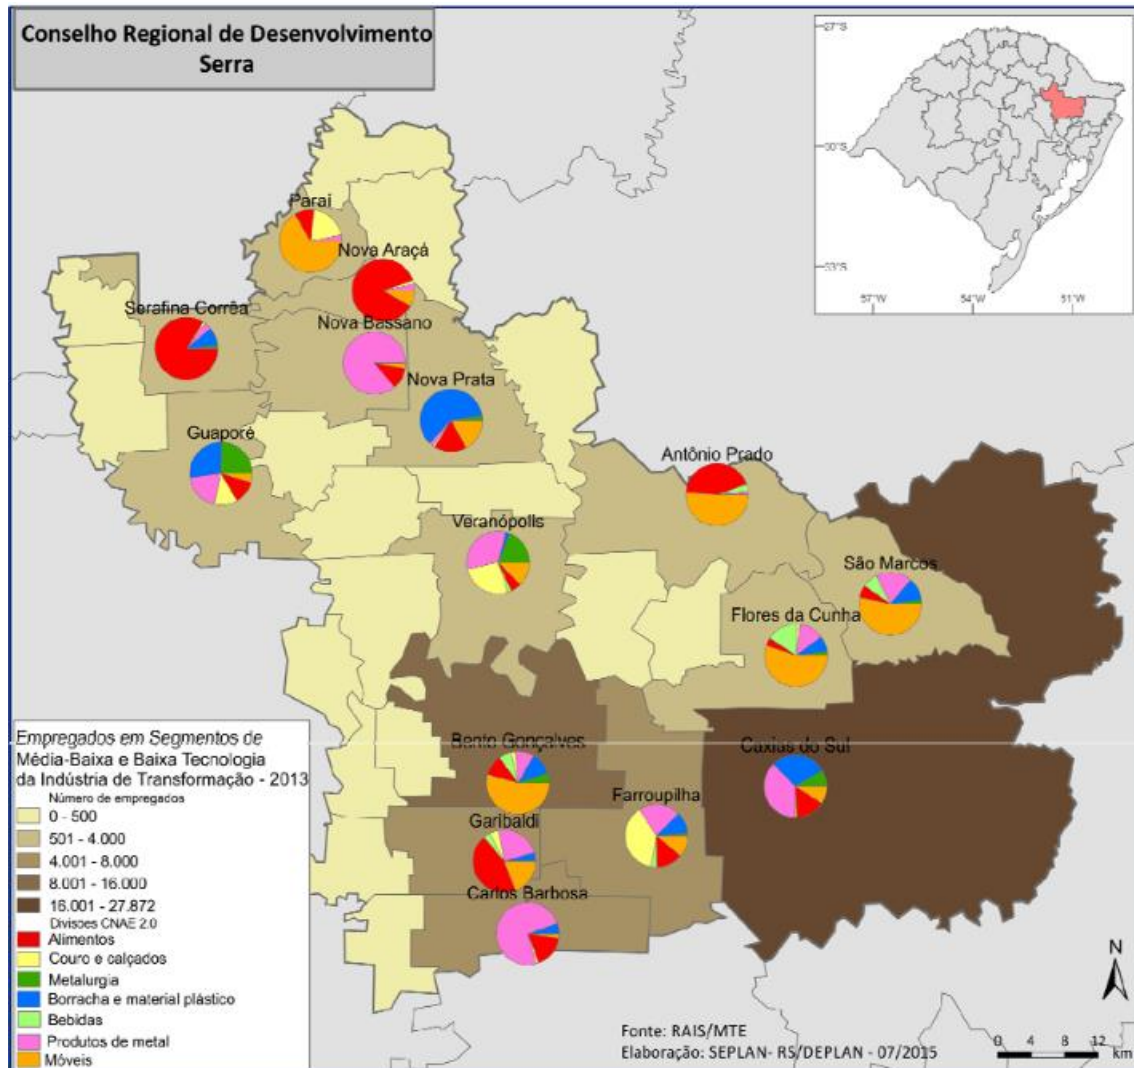 Conselho Regional de Desenvolvimento
Serra
27°S
30°S
33°S
57°W
54°W
51°W
Parai
Nova Araçá
Serafina Corrêa
Nova Bassano
Nova Prata
Guaporé
Antônio Prado
Veranópolis
São Marcos
Flores da Cunha
Bento Gonçalves
Caxias do Sul
Farroupilha
Garibaldi
Carlos Barbosa
Empregados em Segmentos de
Média-Baixa e Baixa Tecnologia
da Indústria de Transformação - 2013
Número de empregados
0 - 500
501 - 4.000
4.001 - 8.000
8.001 - 16.000
16.001 - 27.872
Divisoes CNAE 2.0
Alimentos
Couro e calçados
Metalurgia
Borracha e material plástico
Bebidas
Produtos de metal
Móveis
N
Fonte: RAIS/MTE
Elaboração: SEPLAN- RS/DEPLAN - 07/2015
0 4 8 12
km